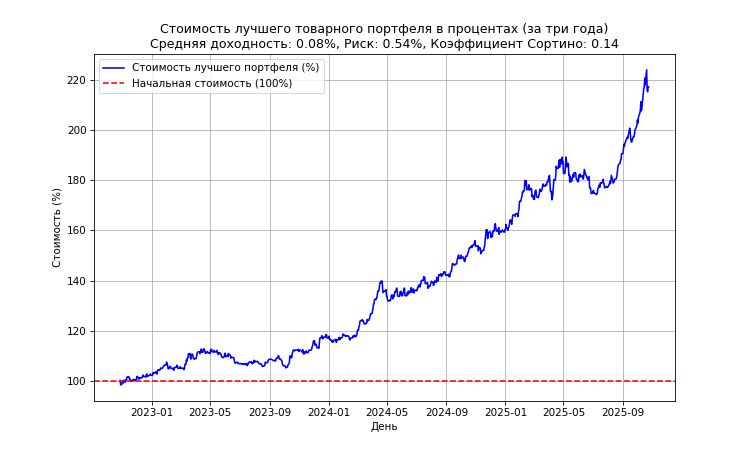 Стоимость лучшего товарного портфеля в процентах (за три года)
Средняя доходность: 0.08%, Риск: 0.54%, Коэффициент Сортино: 0.14
Стоимость лучшего портфеля (%)
Начальная стоимость (100%)
Стоимость (%)
220
200
180
160
140
120
100
2023-01 2023-05 2023-09 2024-01 2024-05 2024-09 2025-01 2025-05 2025-09
День